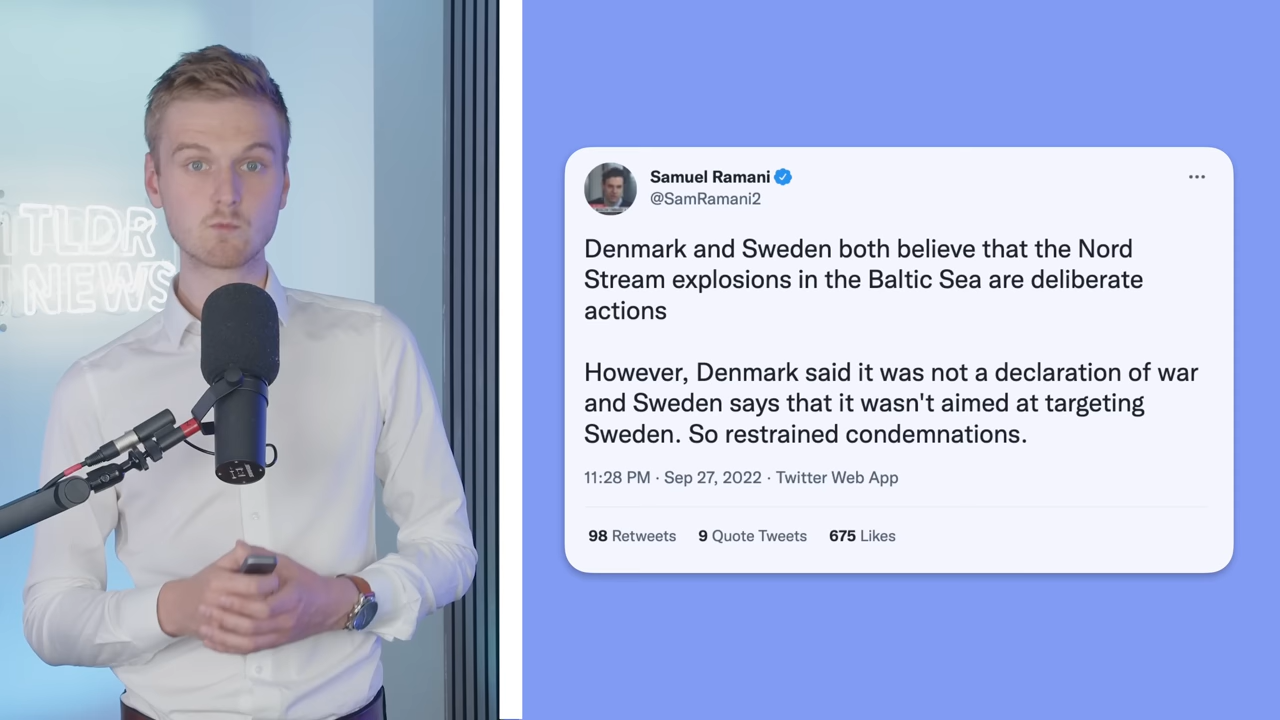 TLDR
NEWS
Samuel Ramani
@SamRamani2
Denmark and Sweden both believe that the Nord
Stream explosions in the Baltic Sea are deliberate
actions
However, Denmark said it was not a declaration of war
and Sweden says that it wasn't aimed at targeting
Sweden. So restrained condemnations.
11:28 PM · Sep 27, 2022 · Twitter Web App
98 Retweets 9 Quote Tweets 675 Likes